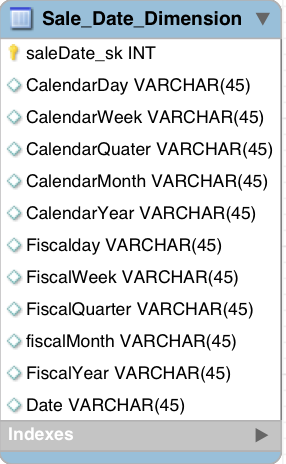 Sale_Date_Dimension
saleDate_sk INT
CalendarDay VARCHAR(45)
CalendarWeek VARCHAR(45)
CalendarQuater VARCHAR(45)
CalendarMonth VARCHAR(45)
CalendarYear VARCHAR(45)
Fiscalday VARCHAR(45)
FiscalWeek VARCHAR(45)
FiscalQuarter VARCHAR(45)
fiscalMonth VARCHAR(45)
FiscalYear VARCHAR(45)
Date VARCHAR(45)
Indexes